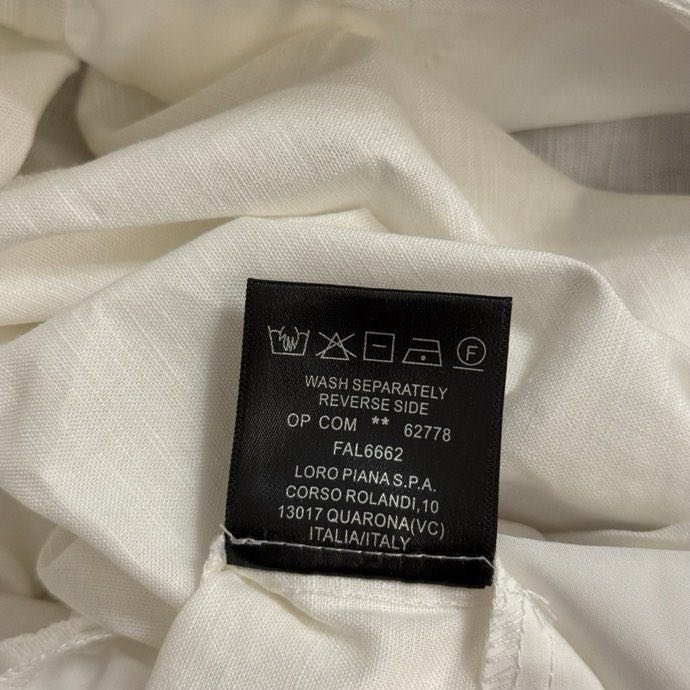 F
WASH SEPARATELY
REVERSE SIDE
OP COM ** 62778
FAL6662
LORO PIANA S.P.A.
CORSO ROLANDI,10
13017 QUARONA(VC)
ITALIA/ITALY